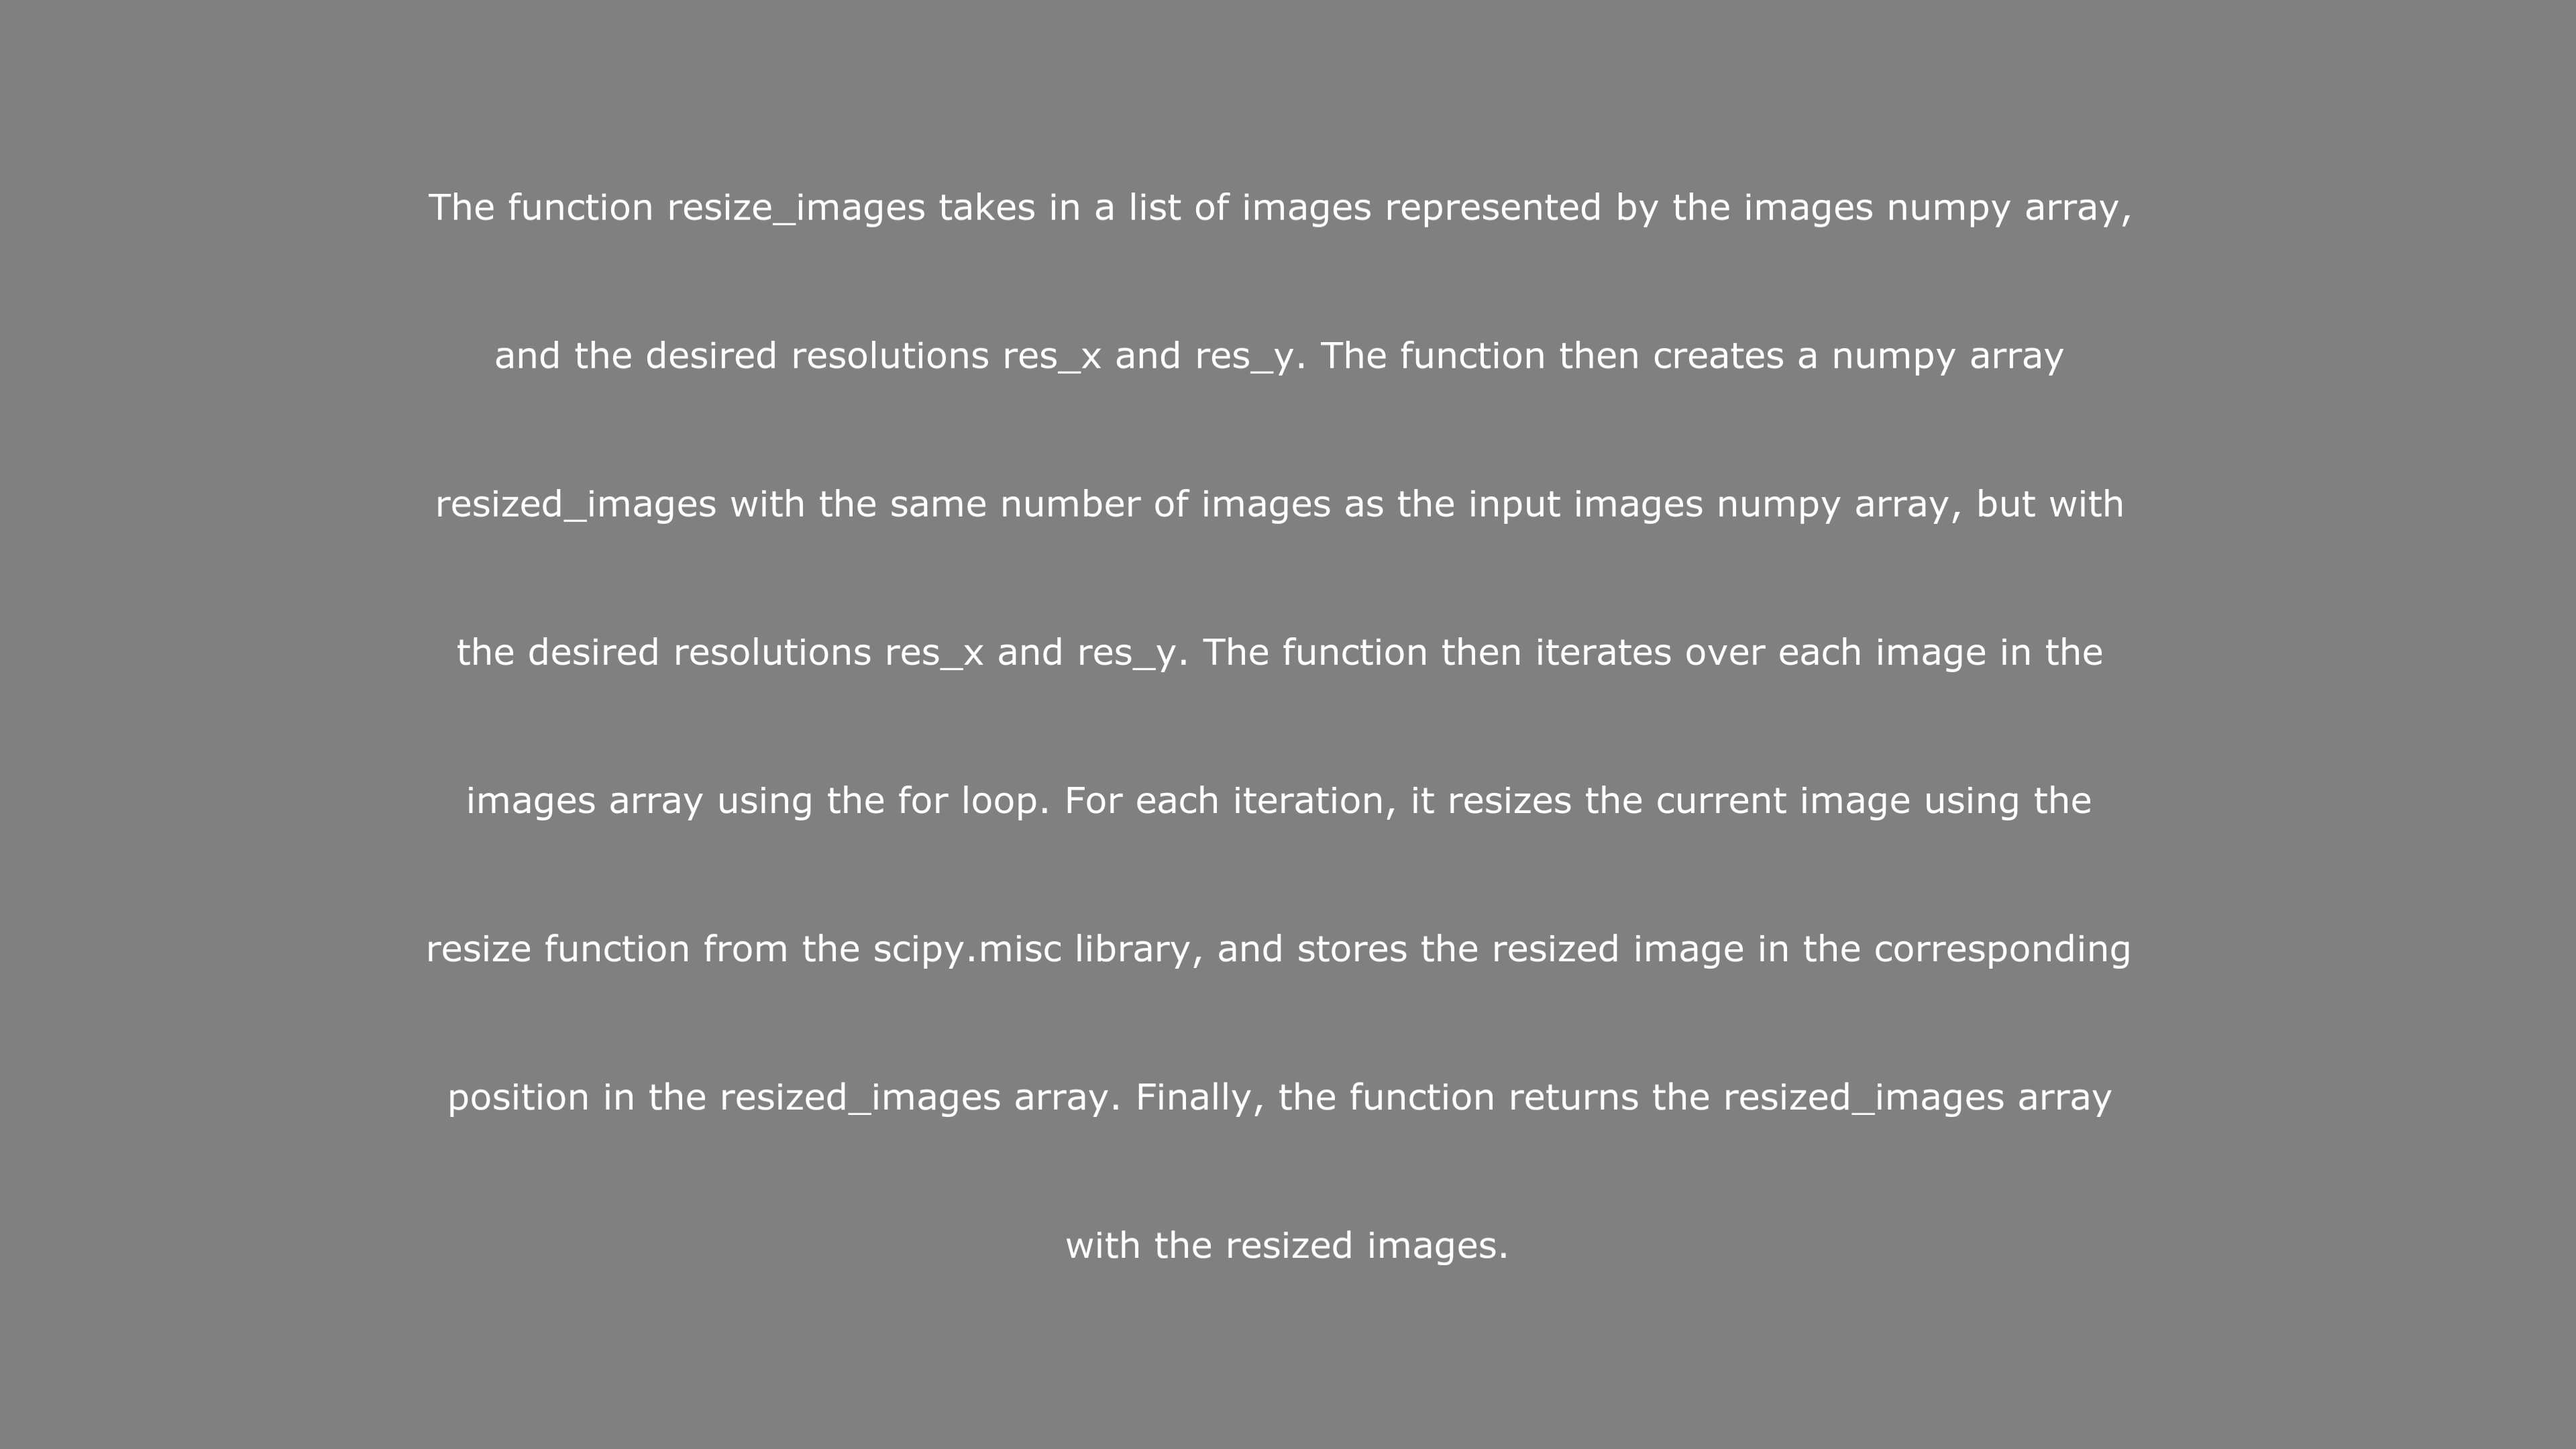 The function resize_images takes in a list of images represented by the images numpy array,
and the desired resolutions res_x and res_y. The function then creates a numpy array
resized_images with the same number of images as the input images numpy array, but with
the desired resolutions res_x and res_y. The function then iterates over each image in the
images array using the for loop. For each iteration, it resizes the current image using the
resize function from the scipy.misc library, and stores the resized image in the corresponding
position in the resized_images array. Finally, the function returns the resized_images array
with the resized images.